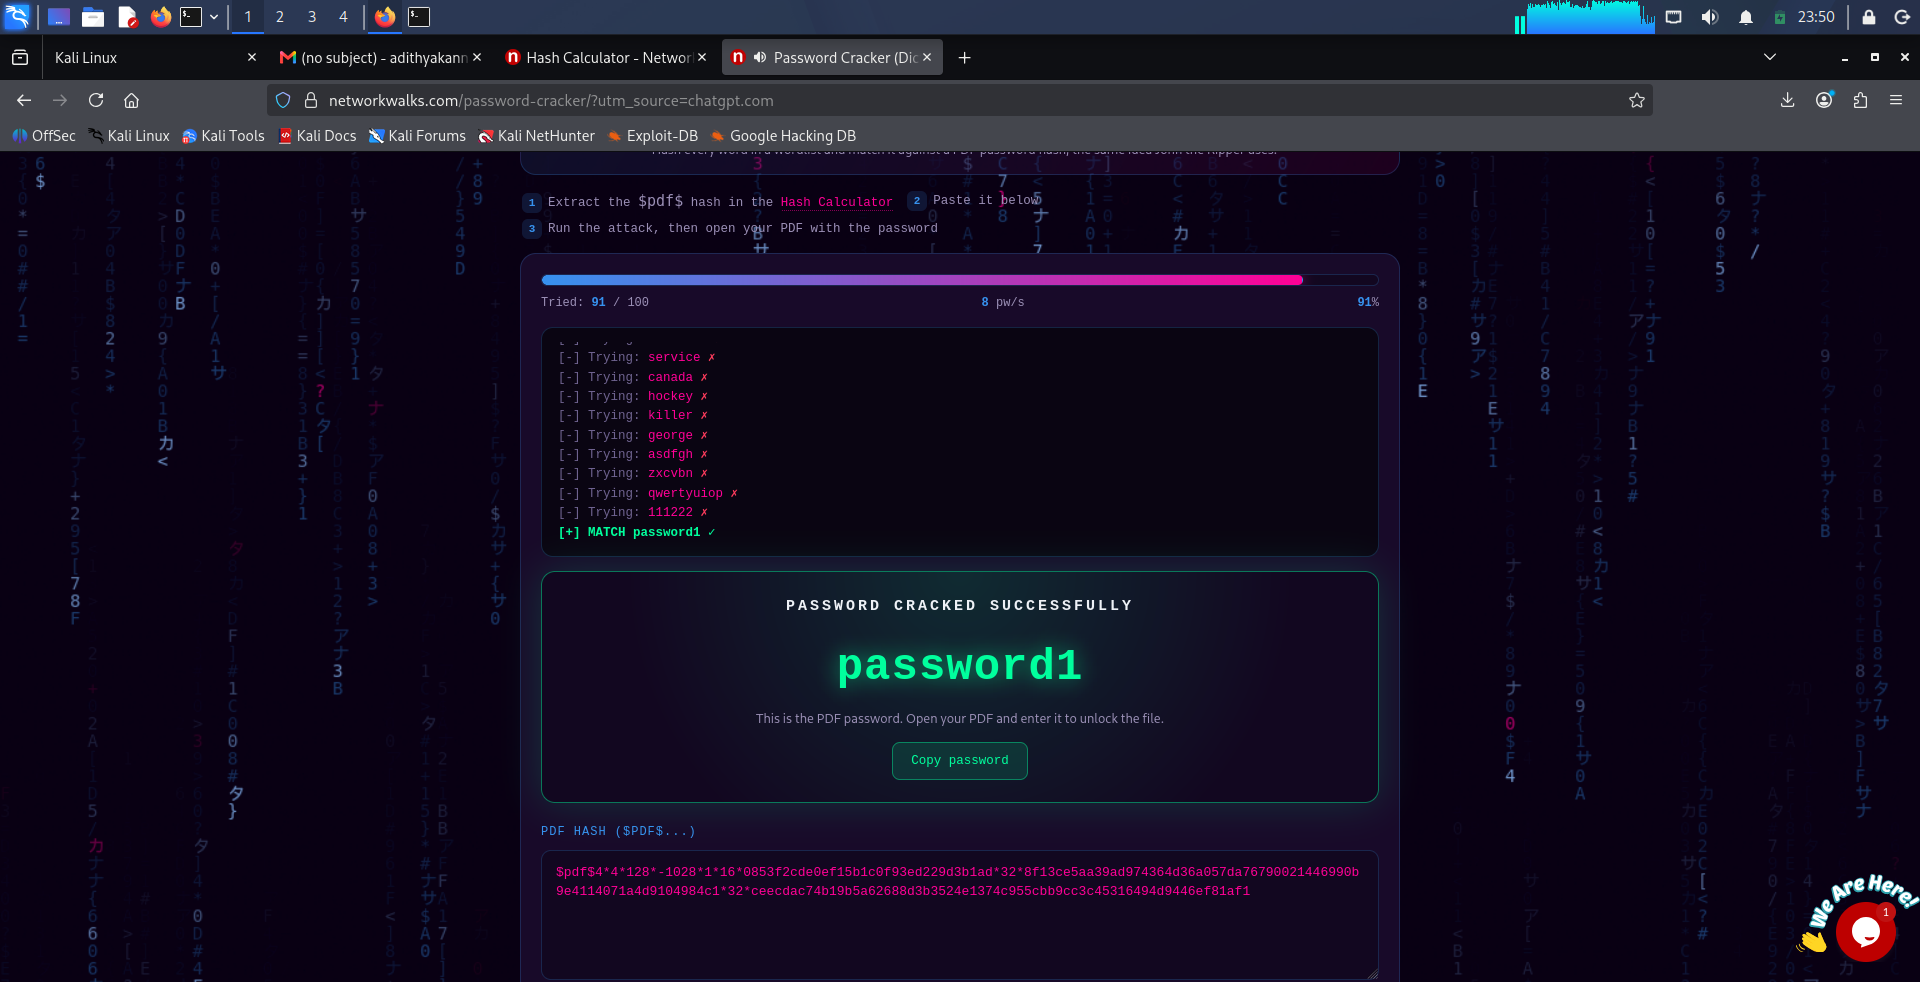 1 2 3 4 23:50
Kali Linux
(no subject) - adithyakann
Hash Calculator - Networ
Password Cracker (Dic
networkwalks.com/password-cracker/?utm_source=chatgpt.com
OffSec Kali Linux Kali Tools Kali Docs Kali Forums Kali NetHunter Exploit-DB Google Hacking DB
1 Extract the $pdf$ hash in the Hash Calculator 2 Paste it below
3 Run the attack, then open your PDF with the password
Tried: 91 / 100 8 pw/s 91%
[-] Trying: service ✗
[-] Trying: canada ✗
[-] Trying: hockey ✗
[-] Trying: killer ✗
[-] Trying: george ✗
[-] Trying: asdfgh ✗
[-] Trying: zxcvbn ✗
[-] Trying: qwertyuiop ✗
[-] Trying: 111222 ✗
[+] MATCH password1 ✓
PASSWORD CRACKED SUCCESSFULLY
password1
This is the PDF password. Open your PDF and enter it to unlock the file.
Copy password
PDF HASH ($PDF$...)
$pdf$4*4*128*-1028*1*16*0853f2cde0ef15b1c0f93ed229d3b1ad*32*8f13ce5aa39ad974364d36a057da76790021446990b
9e4114071a4d9104984c1*32*ceecdac74b19b5a62688d3b3524e1374c955cbb9cc3c45316494d9446ef81af1
We Are Here!
1